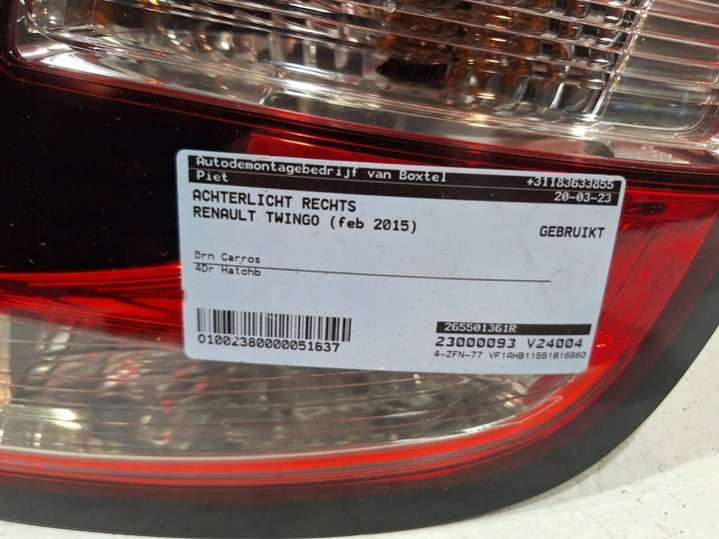 Autodemontagebedrijf van Boxtel +31183633855
Piet 20-03-23
ACHTERLICHT RECHTS
RENAULT TWINGO (feb 2015) GEBRUIKT
Brn Carros
4Dr Hatchb
265501361R
01002380000051637 23000093 V24004
4-ZFN-77 VF1AHB11551816960